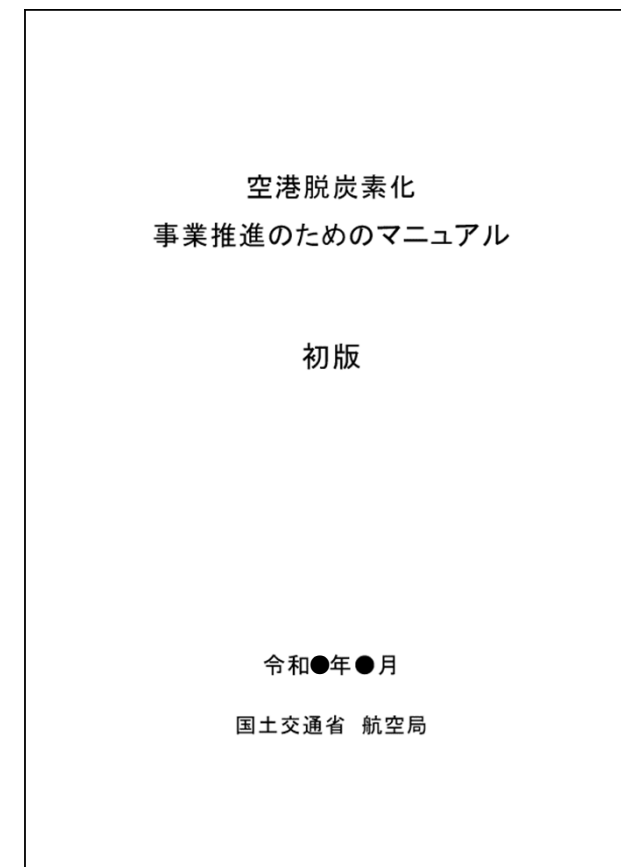 空港脱炭素化
事業推進のためのマニュアル
初版
令和●年●月
国土交通省 航空局